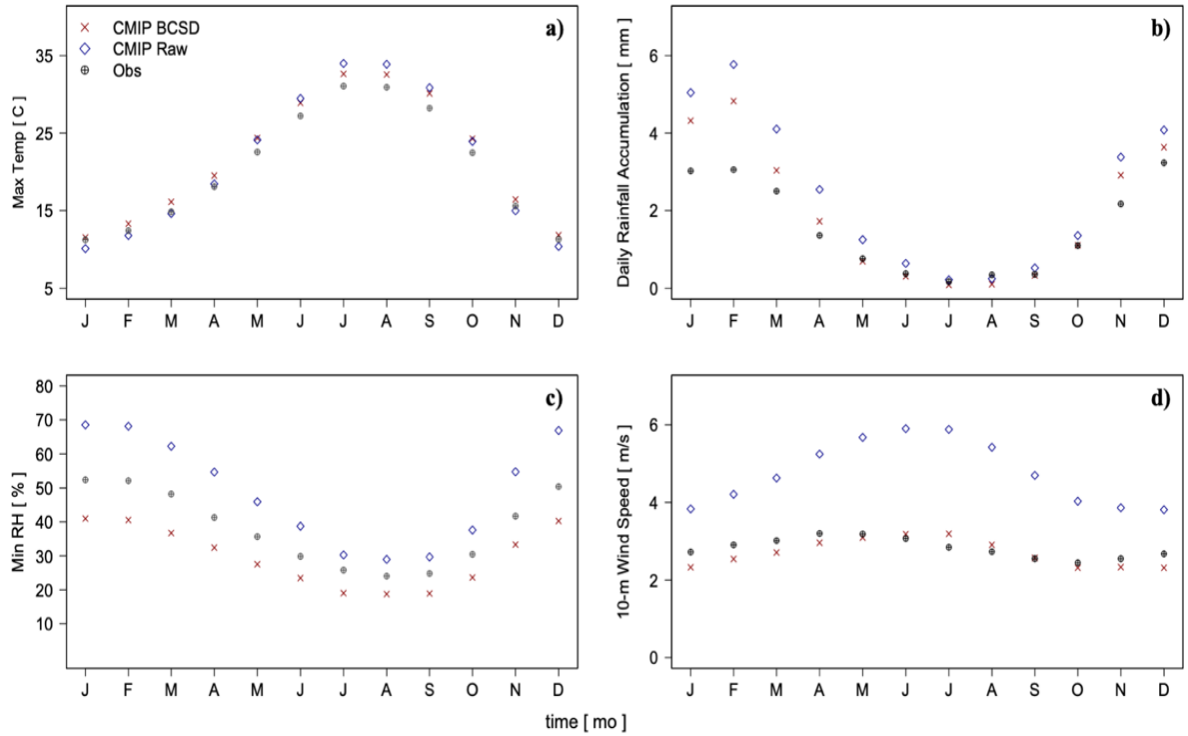 a)
CMIP BCSD
CMIP Raw
Obs
Max Temp [ C ]
35
25
15
5
J F M A M J J A S O N D
b)
Daily Rainfall Accumulation [ mm ]
6
4
2
0
J F M A M J J A S O N D
c)
Min RH [ % ]
80
70
60
50
40
30
20
10
J F M A M J J A S O N D
d)
10-m Wind Speed [ m/s ]
6
4
2
0
J F M A M J J A S O N D
time [ mo ]